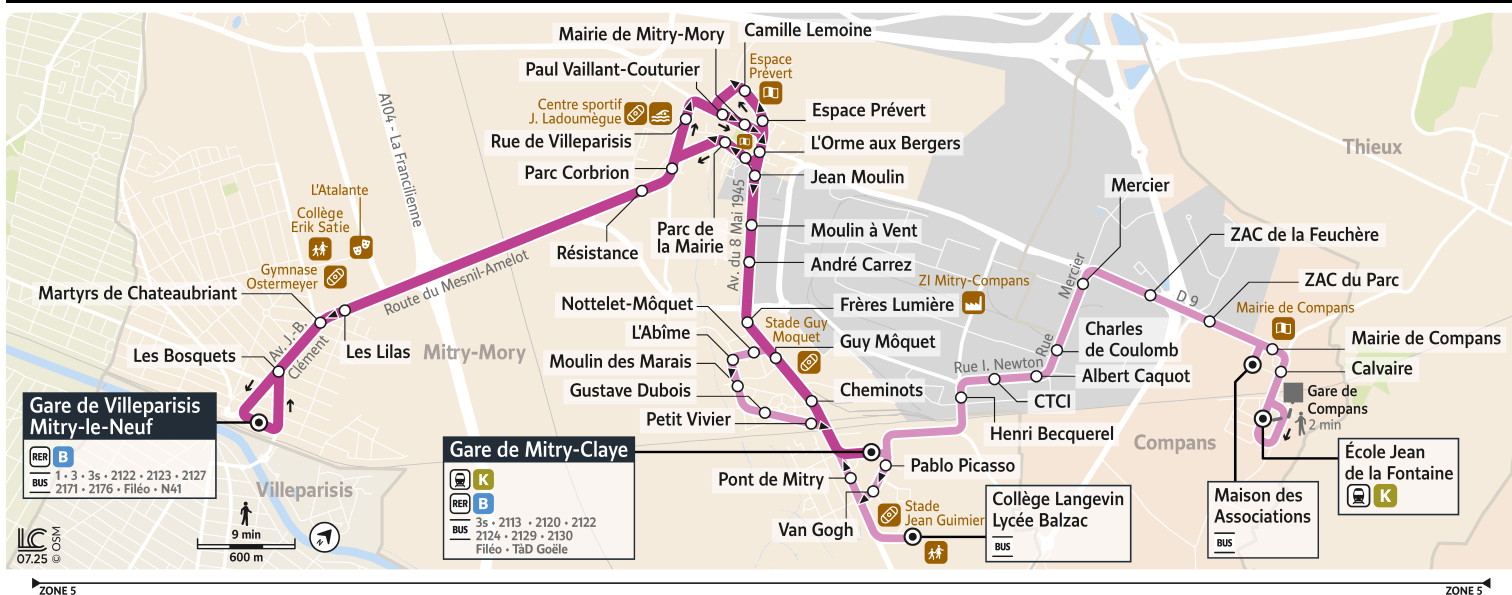 Camille Lemoine
Mairie de Mitry-Mory
Paul Vaillant-Couturier
Espace
Prévert
Centre sportif
J. Ladoumègue
Espace Prévert
Rue de Villeparisis
L'Orme aux Bergers
Parc Corbrion
Jean Moulin
A104 - La Francilienne
Thieux
Mercier
L'Atalante
Collège
Erik Satie
Gymnase
Ostermeyer
Résistance
Parc de
la Mairie
Av. du 8 Mai 1945
Moulin à Vent
André Carrez
ZAC de la Feuchère
ZI Mitry-Compans
Rue Mercier
ZAC du Parc
D 9
Martyrs de Chateaubriant
Route du Mesnil-Amelot
Nottelet-Môquet
Frères Lumière
Mairie de Compans
Stade Guy
Moquet
L'Abîme
Guy Môquet
Charles
de Coulomb
Mairie de Compans
Av. J.-B.
Clément
Les Bosquets
Les Lilas
Mitry-Mory
Moulin des Marais
Rue I. Newton
Albert Caquot
Calvaire
Gustave Dubois
Cheminots
CTCI
Gare de
Compans
2 min
Petit Vivier
Henri Becquerel
Compans
Gare de Villeparisis
Mitry-le-Neuf
RER B
BUS
1 • 3 • 3s • 2122 • 2123 • 2127
2171 • 2176 • Filéo • N41
Villeparisis
Gare de Mitry-Claye
K
RER B
BUS
3s • 2113 • 2120 • 2122
2124 • 2129 • 2130
Filéo • TàD Goële
Pont de Mitry
Pablo Picasso
Van Gogh
Stade
Jean Guimier
Collège Langevin
Lycée Balzac
BUS
Maison des
Associations
BUS
École Jean
de la Fontaine
K
LC
07.25
© OSM
9 min
600 m
ZONE 5
ZONE 5